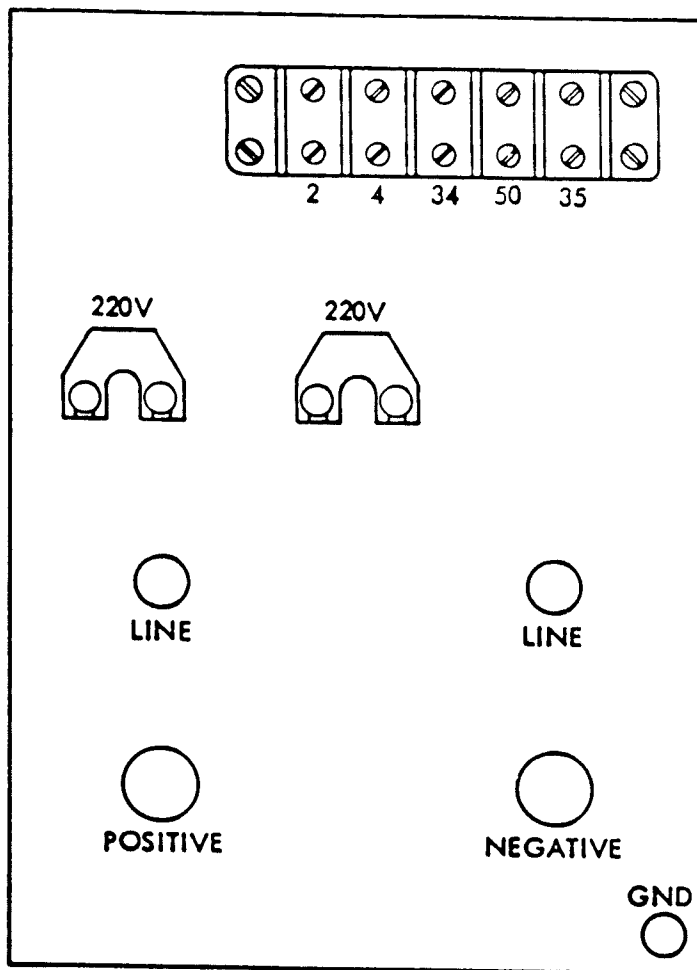 2 4 34 50 35
220V 220V
LINE LINE
POSITIVE NEGATIVE
GND